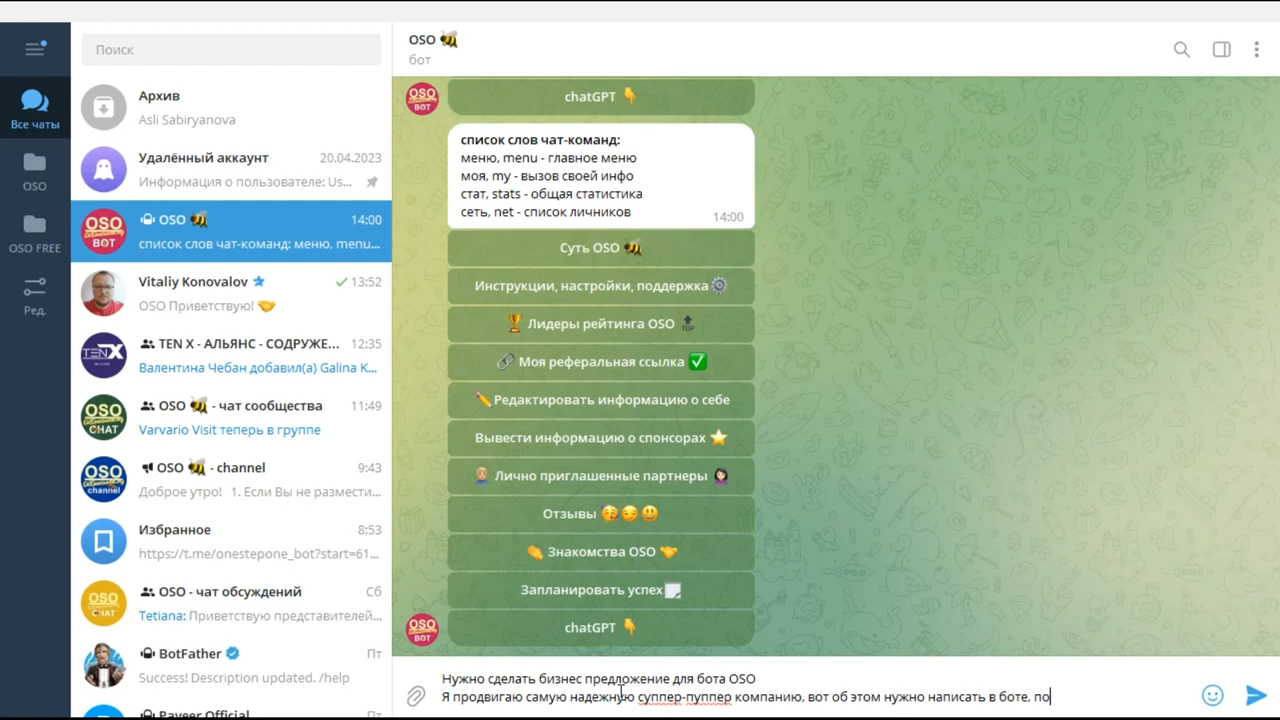 Поиск
Все чаты
OSO
OSO FREE
Ред.
Архив
Asli Sabiryanova
Удалённый аккаунт 20.04.2023
Информация о пользователе: Us...
OSO 🐝 14:00
список слов чат-команд: меню, menu...
Vitaliy Konovalov 13:52
OSO Приветствую! 🤝
TEN X - АЛЬЯНС - СОДРУЖЕ... 12:35
Валентина Чебан добавил(а) Galina K...
OSO 🐝 - чат сообщества 11:49
Varvario Visit теперь в группе
OSO 🐝 - channel 9:43
Доброе утро! 1. Если Вы не размести...
Избранное 8:53
https://t.me/onestepone_bot?start=61...
OSO - чат обсуждений Сб
Tetiana: Приветствую представителей...
BotFather Пт
Success! Description updated. /help
Payeer Official Пт
OSO 🐝
бот
chatGPT 👇
список слов чат-команд:
меню, menu - главное меню
моя, my - вызов своей инфо
стат, stats - общая статистика
сеть, net - список личников
14:00
Суть OSO 🐝
Инструкции, настройки, поддержка⚙️
🏆 Лидеры рейтинга OSO 🔝
🔗 Моя реферальная ссылка ✅
✏️Редактировать информацию о себе
Вывести информацию о спонсорах ⭐
Лично приглашенные партнеры
Отзывы 🥳😏😃
👏 Знакомства OSO 🤝
Запланировать успех
chatGPT 👇
OSO
BOT
Нужно сделать бизнес предложение для бота OSO
Я продвигаю самую надежную суппер-пуппер компанию, вот об этом нужно написать в боте, по